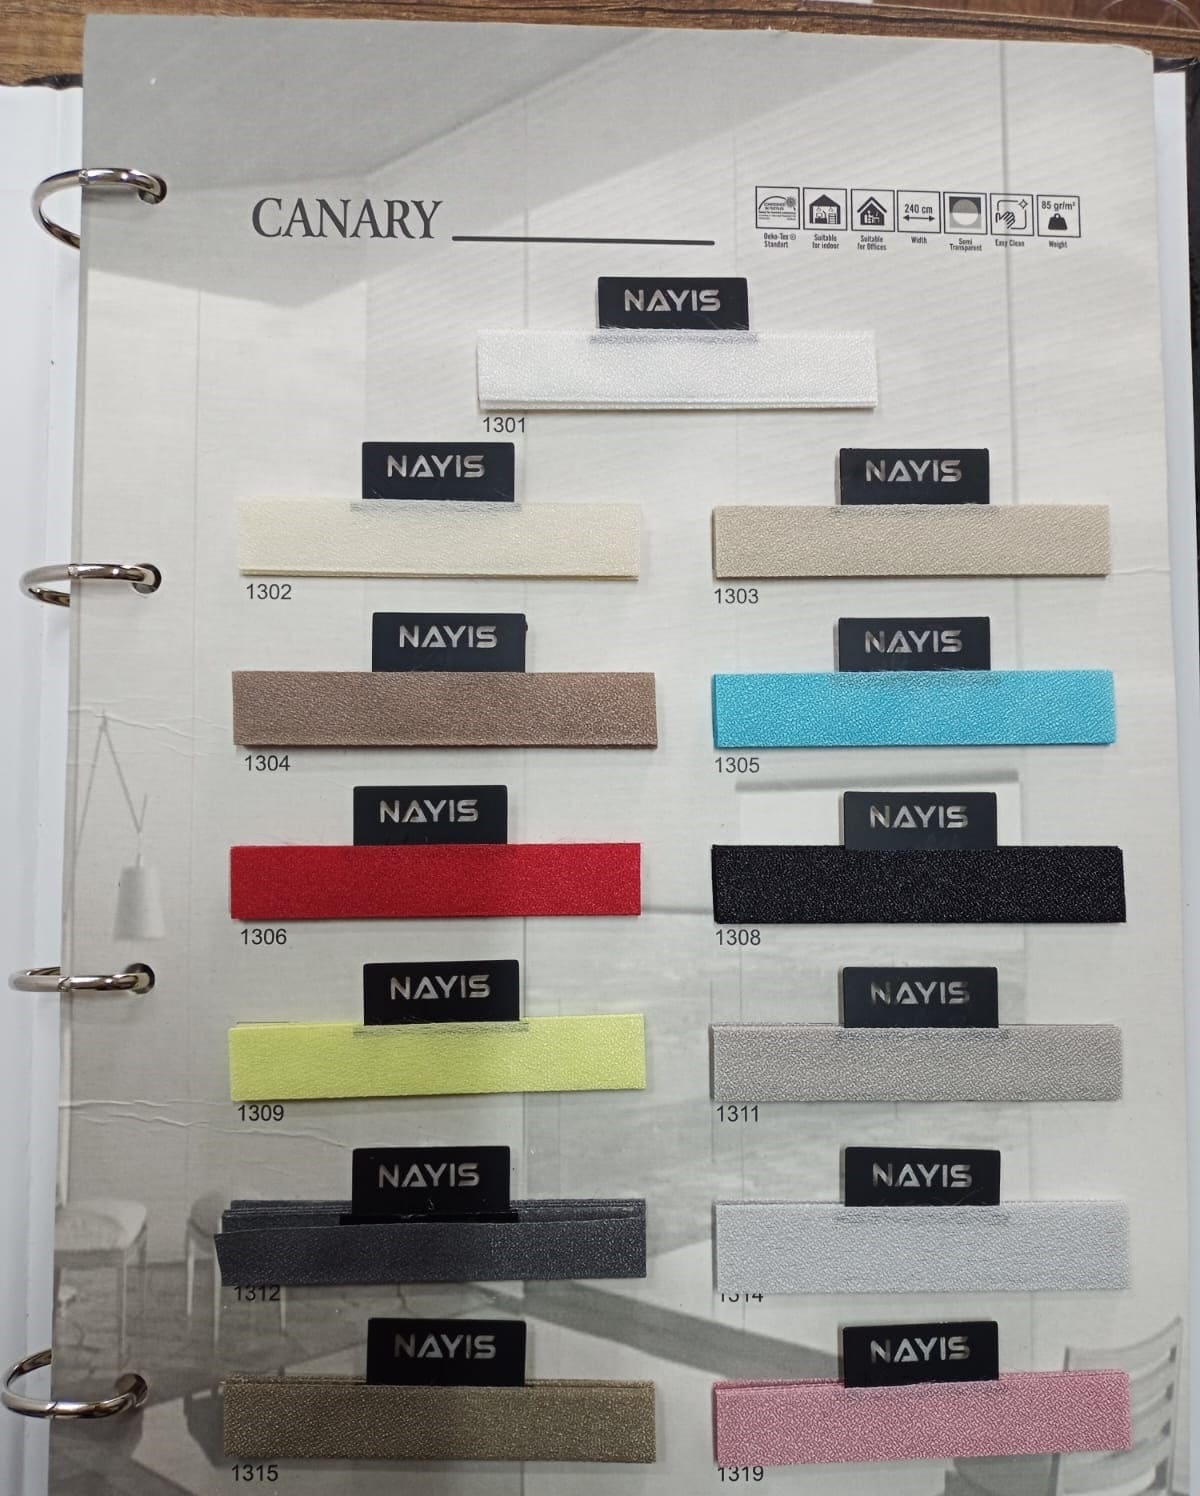 CANARY
Oeko-Tex®
Standart
Suitable
for indoor
Suitable
for Offices
240 cm
Width
Semi
Transparent
Easy Clean
85 gr/m²
Weight
NAYIS
1301
NAYIS
1302
NAYIS
1303
NAYIS
1304
NAYIS
1305
NAYIS
1306
NAYIS
1308
NAYIS
1309
NAYIS
1311
NAYIS
1312
NAYIS
1314
NAYIS
1315
NAYIS
1319